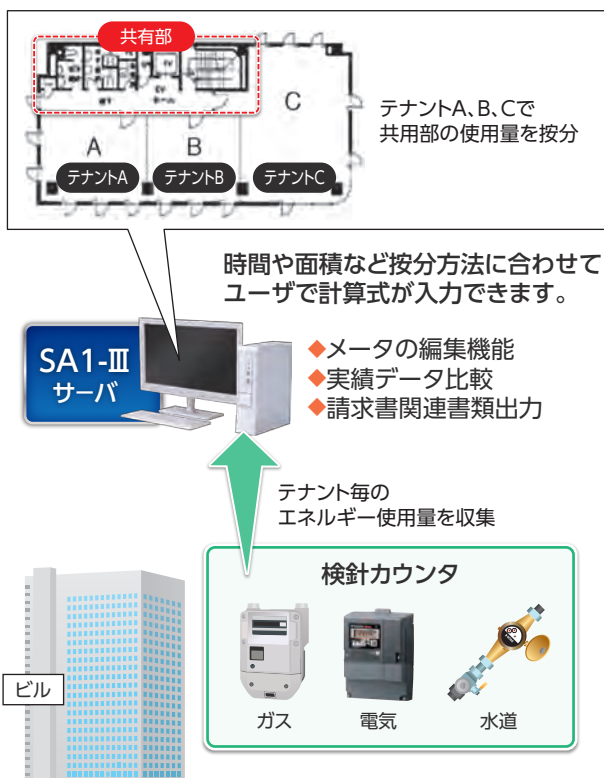 共有部
C
A
B
テナントA
テナントB
テナントC
テナントA、B、Cで
共用部の使用量を按分
時間や面積など按分方法に合わせて
ユーザで計算式が入力できます。
SA1-Ⅲ
サーバ
◆メータの編集機能
◆実績データ比較
◆請求書関連書類出力
テナント毎の
エネルギー使用量を収集
検針カウンタ
ガス
電気
水道
ビル